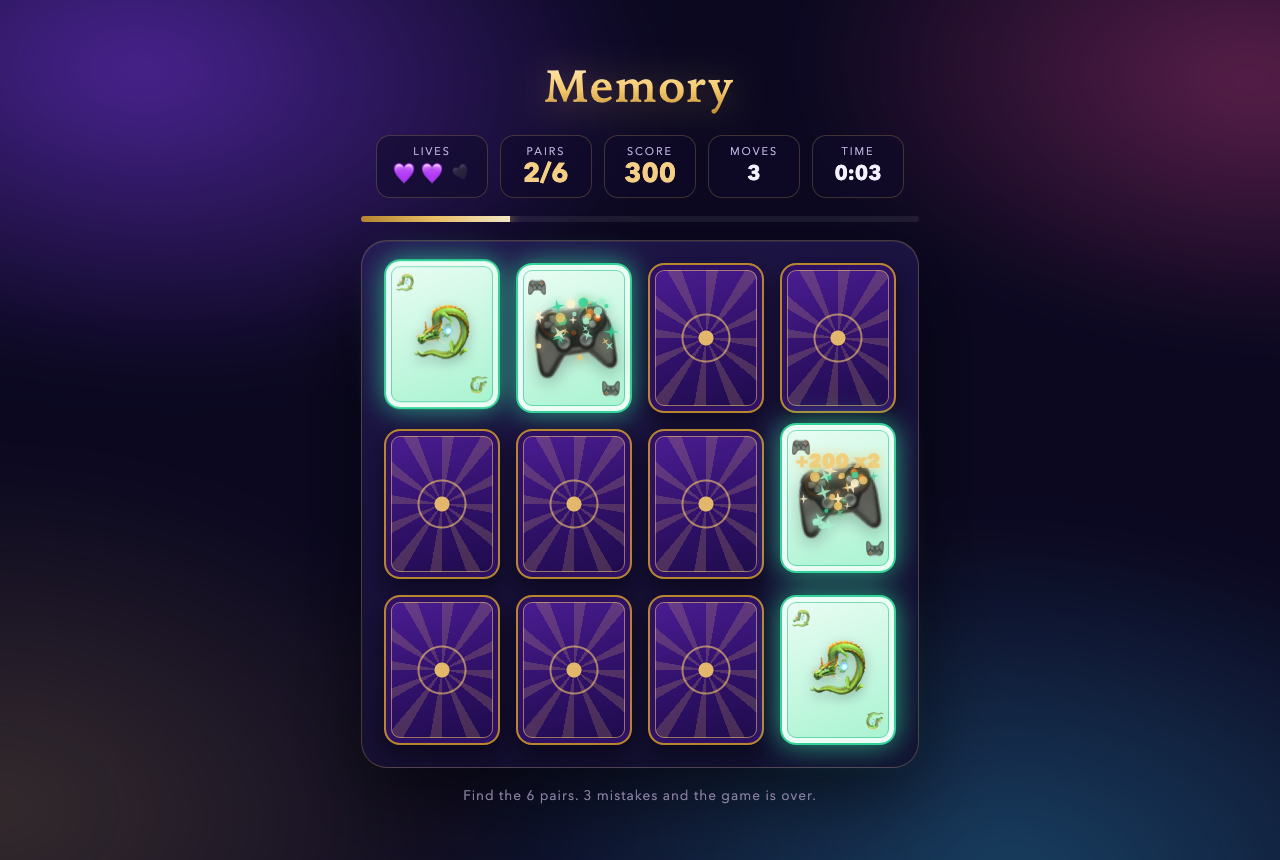 Memory
LIVES
PAIRS
2/6
SCORE
300
MOVES
3
TIME
0:03
+200 x2
Find the 6 pairs. 3 mistakes and the game is over.